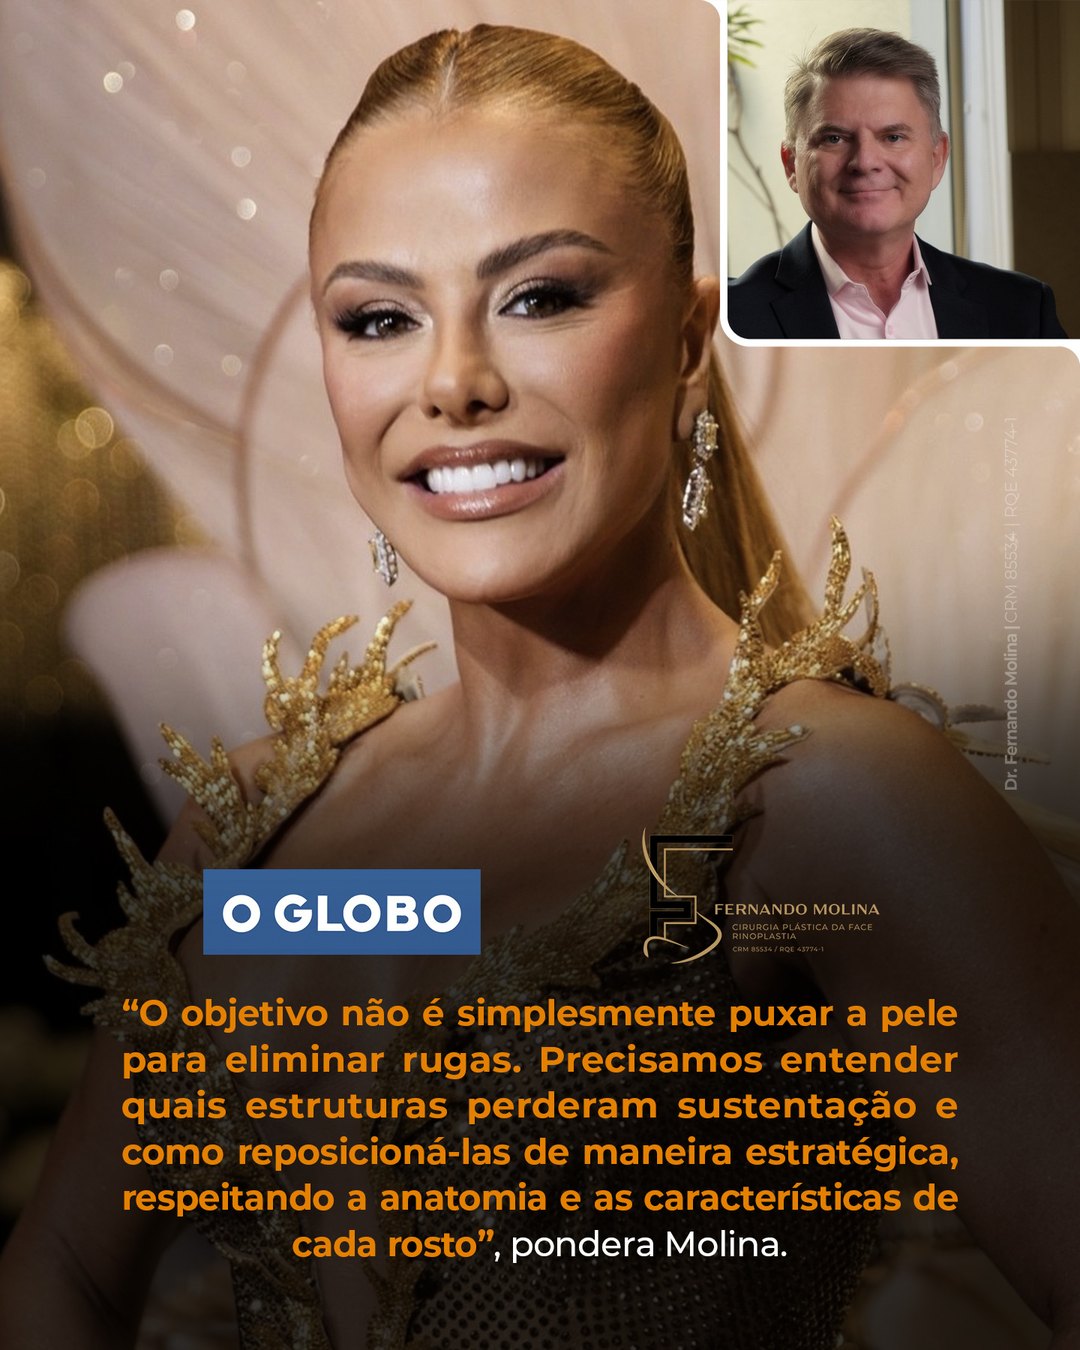 Dr. Fernando Molina | CRM 85534 | RQE 43774-1
O GLOBO
FERNANDO MOLINA
CIRURGIA PLÁSTICA DA FACE
RINOPLASTIA
CRM 85534 / RQE 43774-1
“O objetivo não é simplesmente puxar a pele
para eliminar rugas. Precisamos entender
quais estruturas perderam sustentação e
como reposicioná-las de maneira estratégica,
respeitando a anatomia e as características de
cada rosto”, pondera Molina.